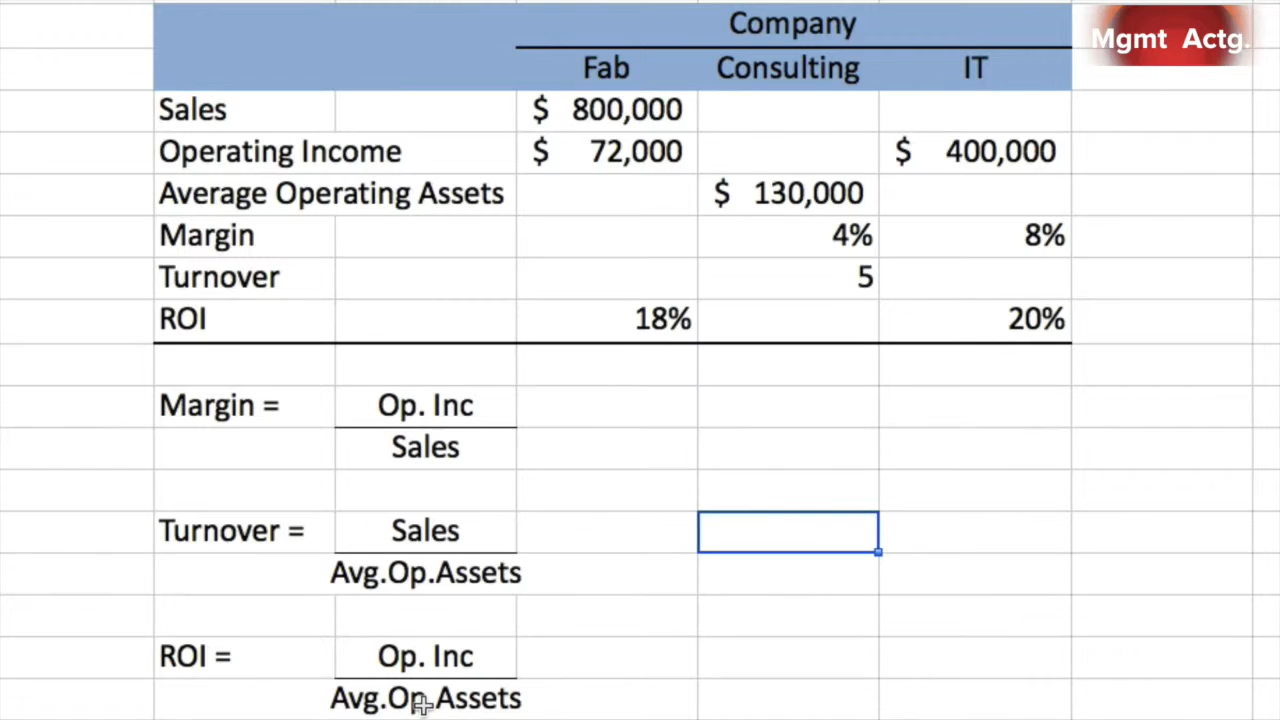 Company
Mgmt Actg.
Fab Consulting IT
Sales $ 800,000
Operating Income $ 72,000 $ 400,000
Average Operating Assets $ 130,000
Margin 4% 8%
Turnover 5
ROI 18% 20%
Margin = Op. Inc
Sales
Turnover = Sales
Avg.Op.Assets
ROI = Op. Inc
Avg.Op.Assets